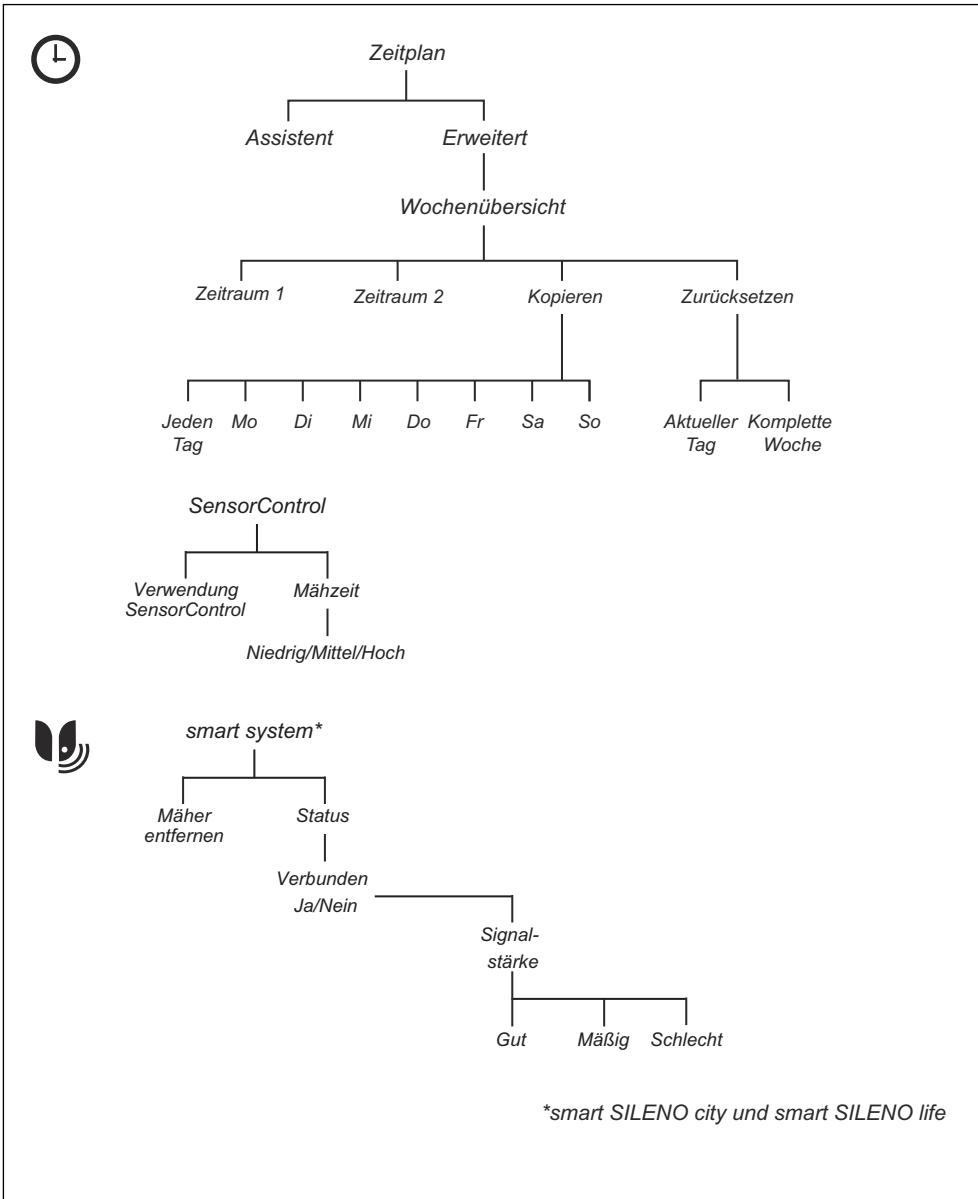 Zeitplan
Assistent Erweitert
Wochenübersicht
Zeitraum 1 Zeitraum 2 Kopieren Zurücksetzen
Jeden Tag Mo Di Mi Do Fr Sa So Aktueller Tag Komplette Woche
SensorControl
Verwendung SensorControl Mähzeit
Niedrig/Mittel/Hoch
smart system*
Mäher entfernen Status
Verbunden
Ja/Nein
Signal-
stärke
Gut Mäßig Schlecht
*smart SILENO city und smart SILENO life